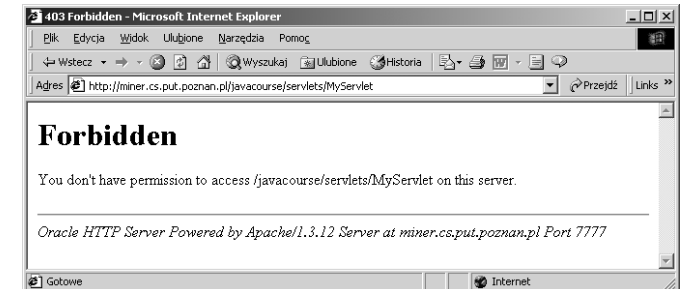 403 Forbidden - Microsoft Internet Explorer
Plik Edycja Widok Ulubione Narzędzia Pomoc
Wstecz Wyszukaj Ulubione Historia
Adres http://miner.cs.put.poznan.pl/javacourse/servlets/MyServlet Przejdź Links »
Forbidden
You don't have permission to access /javacourse/servlets/MyServlet on this server.
Oracle HTTP Server Powered by Apache/1.3.12 Server at miner.cs.put.poznan.pl Port 7777
Gotowe Internet